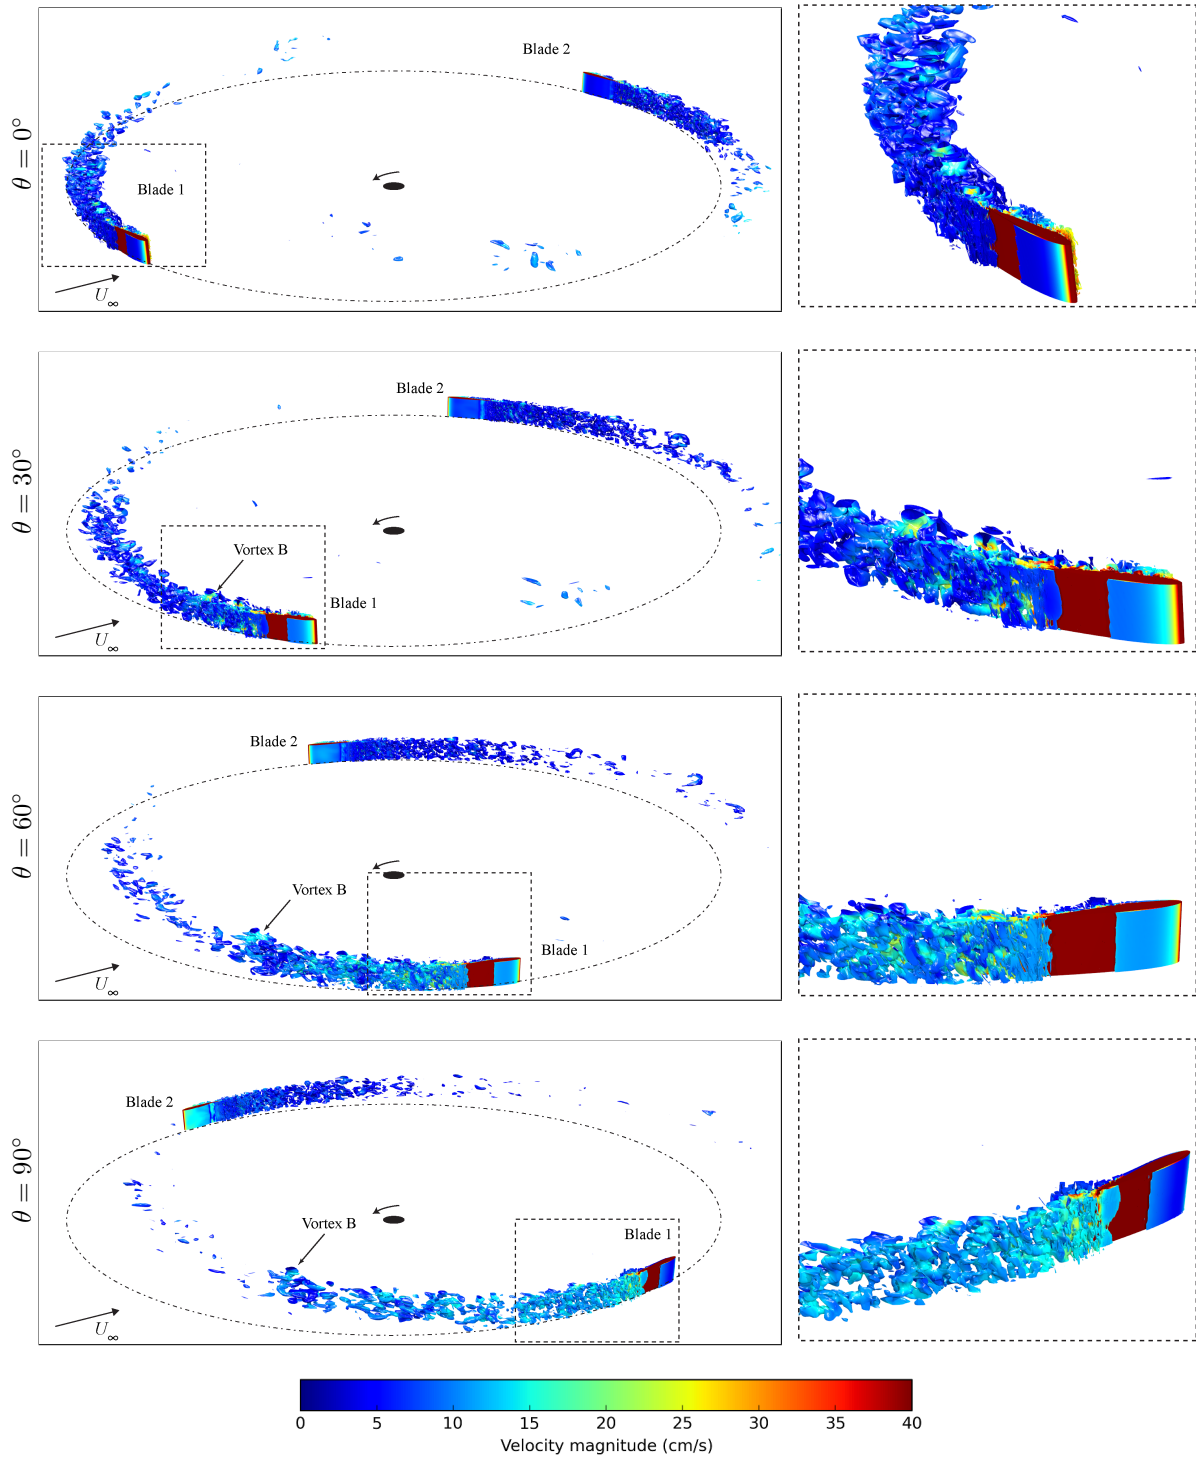 θ = 0°
Blade 2
Blade 1
U∞
θ = 30°
Blade 2
Vortex B
Blade 1
U∞
θ = 60°
Blade 2
Vortex B
Blade 1
U∞
θ = 90°
Blade 2
Vortex B
Blade 1
U∞
0 5 10 15 20 25 30 35 40
Velocity magnitude (cm/s)